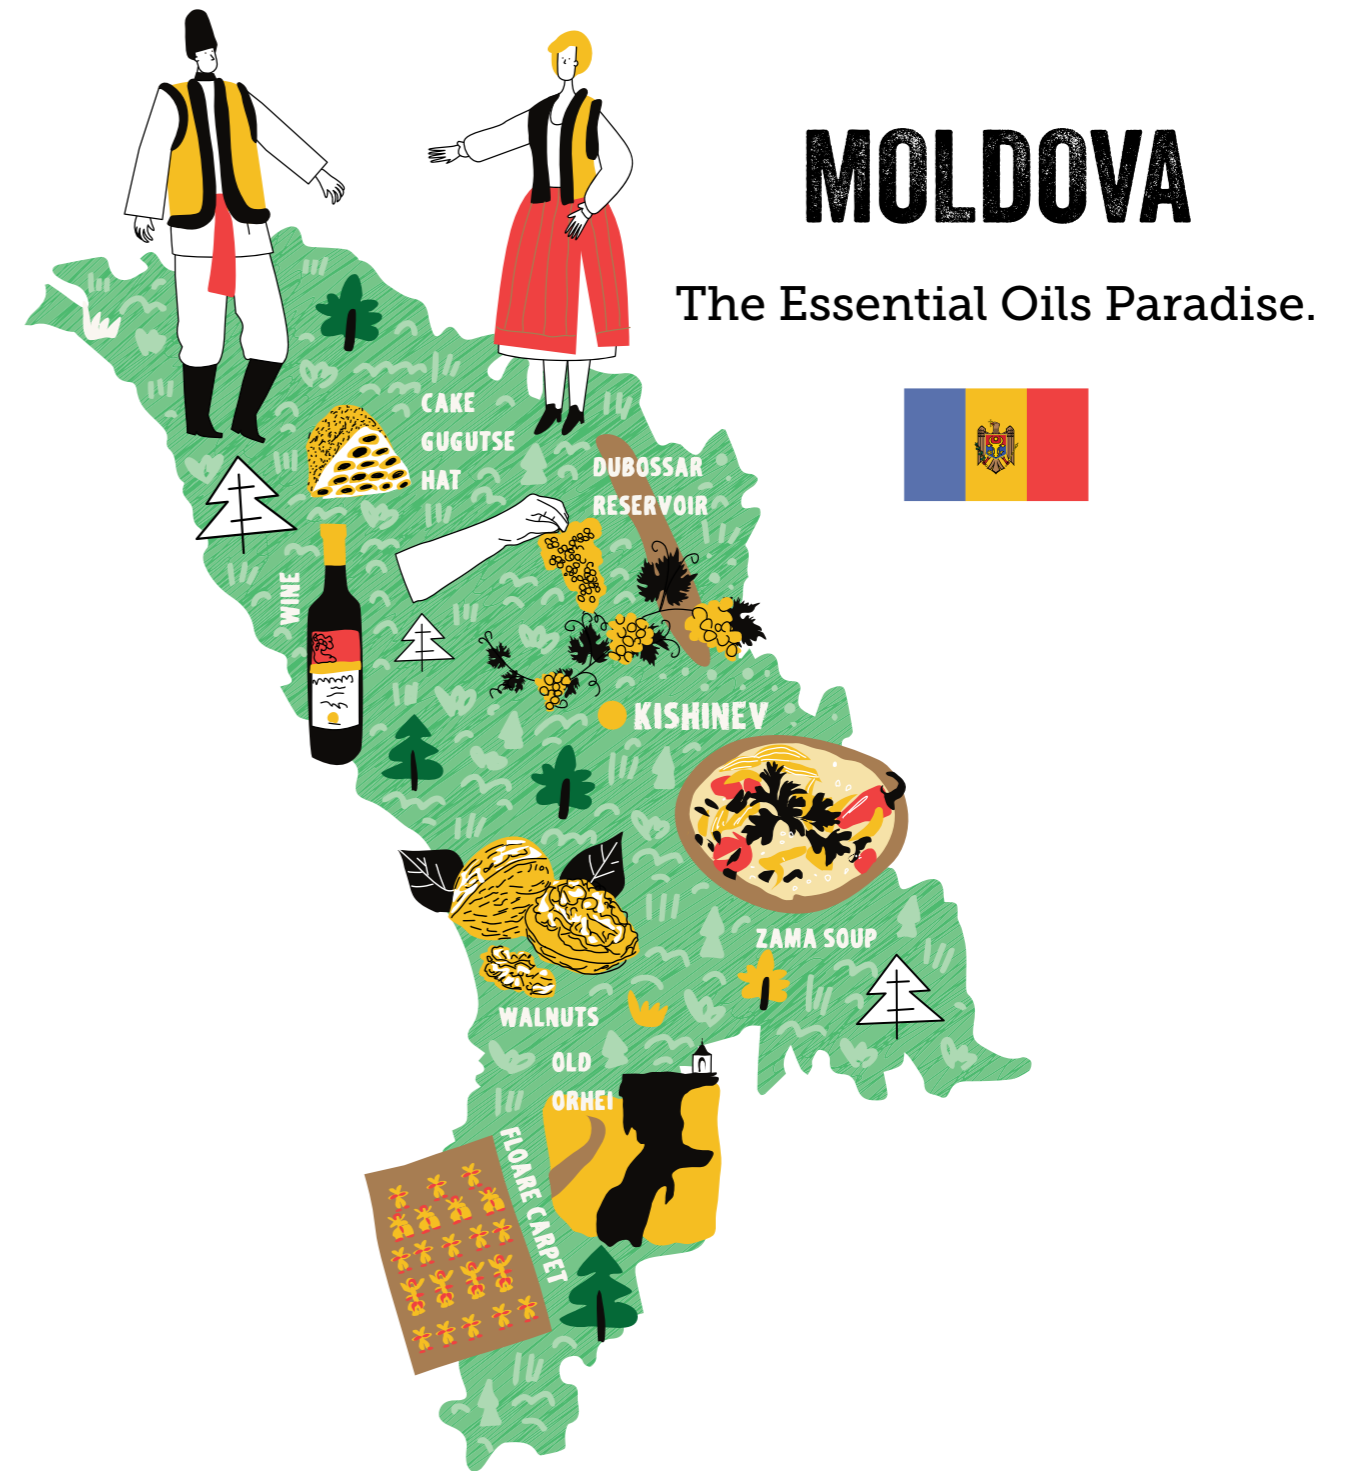 MOLDOVA
The Essential Oils Paradise.
CAKE
GUGUTSE
HAT
DUBOSSAR
RESERVOIR
WINE
KISHINEV
ZAMA SOUP
WALNUTS
OLD
ORHEI
FLOARE CARPET